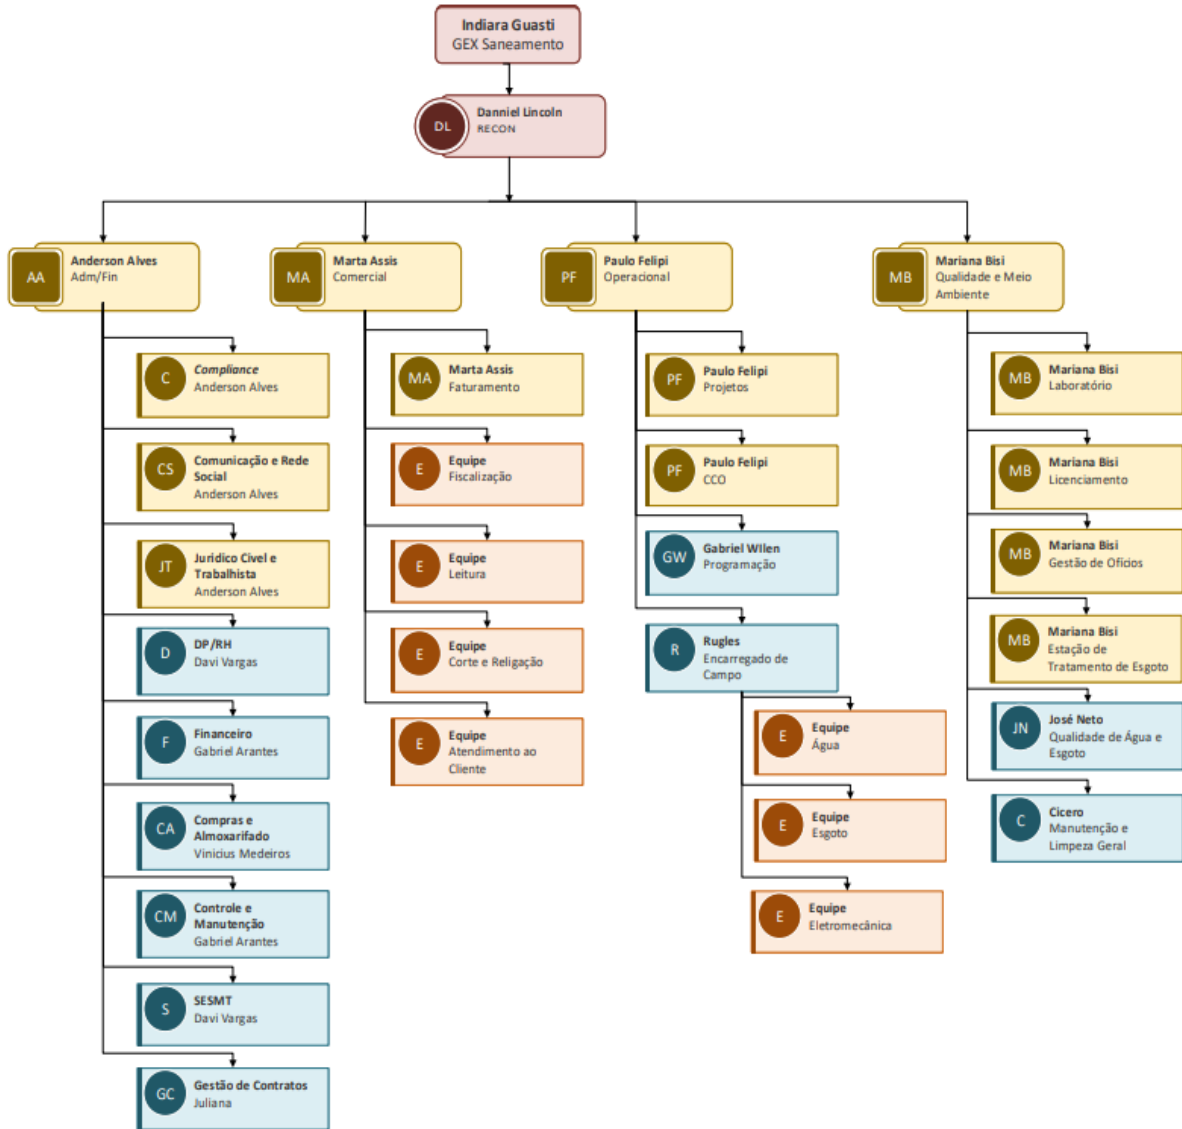 Indiara Guasti
GEX Saneamento
DL
Danniel Lincoln
RECON
AA
Anderson Alves
Adm/Fin
MA
Marta Assis
Comercial
PF
Paulo Felipi
Operacional
MB
Mariana Bisi
Qualidade e Meio
Ambiente
C
Compliance
Anderson Alves
CS
Comunicação e Rede
Social
Anderson Alves
JT
Jurídico Cível e
Trabalhista
Anderson Alves
D
DP/RH
Davi Vargas
F
Financeiro
Gabriel Arantes
CA
Compras e
Almoxarifado
Vinicius Medeiros
CM
Controle e
Manutenção
Gabriel Arantes
S
SESMT
Davi Vargas
GC
Gestão de Contratos
Juliana
MA
Marta Assis
Faturamento
E
Equipe
Fiscalização
E
Equipe
Leitura
E
Equipe
Corte e Religação
E
Equipe
Atendimento ao
Cliente
PF
Paulo Felipi
Projetos
PF
Paulo Felipi
CCO
GW
Gabriel WIlen
Programação
R
Rugles
Encarregado de
Campo
E
Equipe
Água
E
Equipe
Esgoto
E
Equipe
Eletromecânica
MB
Mariana Bisi
Laboratório
MB
Mariana Bisi
Licenciamento
MB
Mariana Bisi
Gestão de Ofícios
MB
Mariana Bisi
Estação de
Tratamento de Esgoto
JN
José Neto
Qualidade de Água e
Esgoto
C
Cicero
Manutenção e
Limpeza Geral